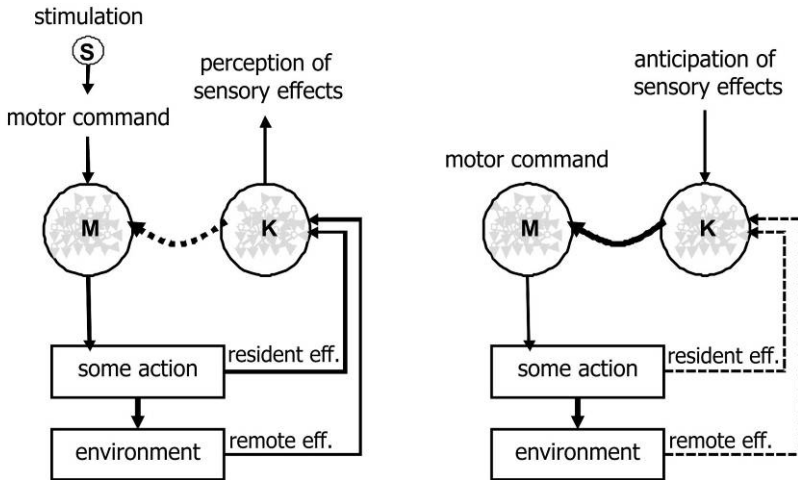 stimulation
S
perception of
sensory effects
motor command
M
K
some action
resident eff.
environment
remote eff.
anticipation of
sensory effects
motor command
M
K
some action
resident eff.
environment
remote eff.